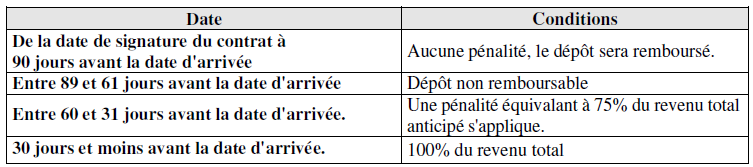 Date Conditions
De la date de signature du contrat à
90 jours avant la date d'arrivée
Aucune pénalité, le dépôt sera remboursé.
Entre 89 et 61 jours avant la date d'arrivée Dépôt non remboursable
Entre 60 et 31 jours avant la date d'arrivée.
Une pénalité équivalant à 75% du revenu total
anticipé s'applique.
30 jours et moins avant la date d'arrivée. 100% du revenu total